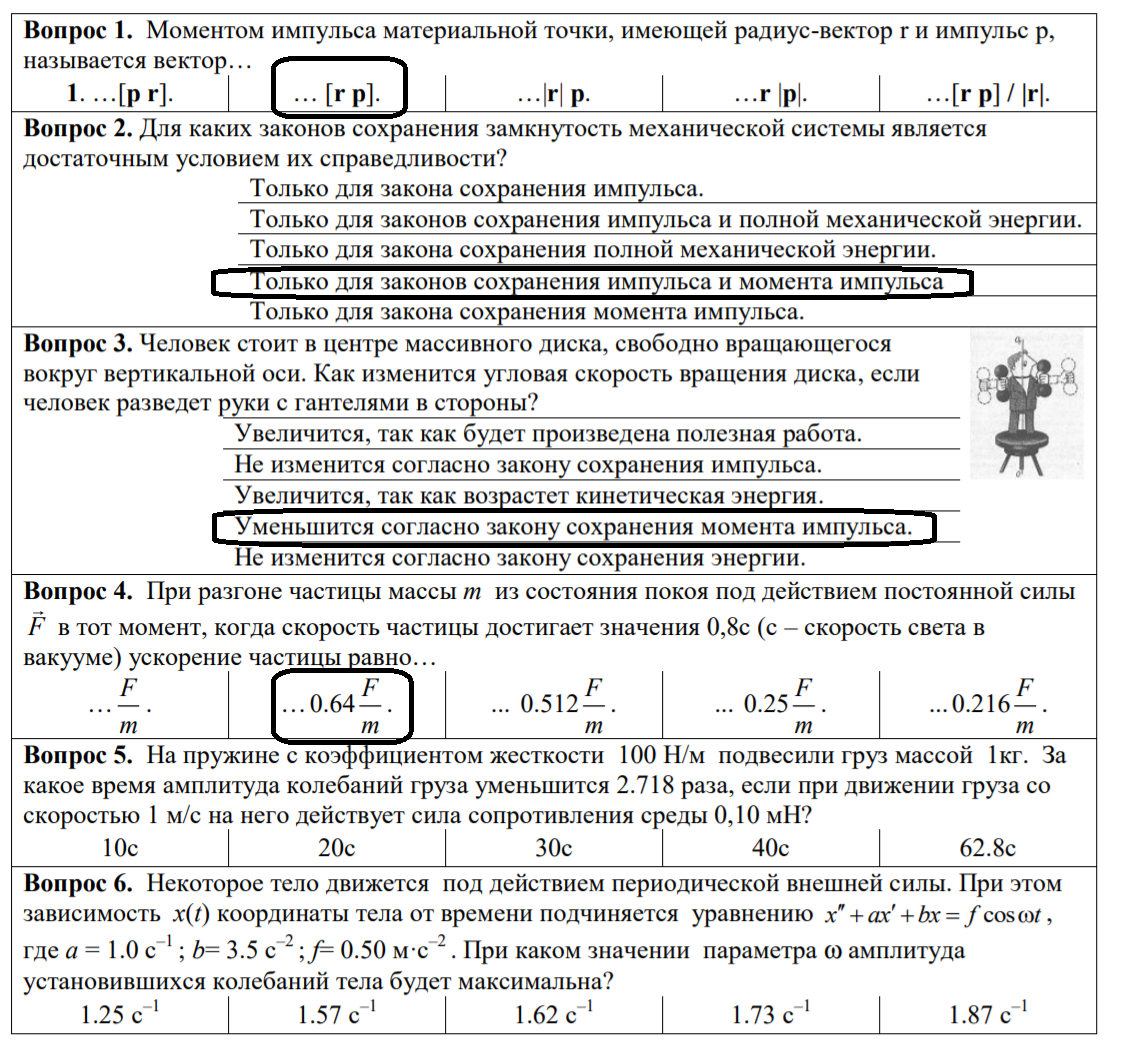 Вопрос 1. Моментом импульса материальной точки, имеющей радиус-вектор r и импульс p,
называется вектор…
1. …[p r]. … [r p]. …|r| p. …r |p|. …[r p] / |r|.
Вопрос 2. Для каких законов сохранения замкнутость механической системы является
достаточным условием их справедливости?
Только для закона сохранения импульса.
Только для законов сохранения импульса и полной механической энергии.
Только для закона сохранения полной механической энергии.
Только для законов сохранения импульса и момента импульса
Только для закона сохранения момента импульса.
Вопрос 3. Человек стоит в центре массивного диска, свободно вращающегося
вокруг вертикальной оси. Как изменится угловая скорость вращения диска, если
человек разведет руки с гантелями в стороны?
Увеличится, так как будет произведена полезная работа.
Не изменится согласно закону сохранения импульса.
Увеличится, так как возрастет кинетическая энергия.
Уменьшится согласно закону сохранения момента импульса.
Не изменится согласно закону сохранения энергии.
Вопрос 4. При разгоне частицы массы m из состояния покоя под действием постоянной силы
F⃗ в тот момент, когда скорость частицы достигает значения 0,8с (с – скорость света в
вакууме) ускорение частицы равно…
… F/m . …0.64 F/m . ... 0.512 F/m . ... 0.25 F/m . ...0.216 F/m .
Вопрос 5. На пружине с коэффициентом жесткости 100 Н/м подвесили груз массой 1кг. За
какое время амплитуда колебаний груза уменьшится 2.718 раза, если при движении груза со
скоростью 1 м/с на него действует сила сопротивления среды 0,10 мН?
10с 20с 30с 40с 62.8с
Вопрос 6. Некоторое тело движется под действием периодической внешней силы. При этом
зависимость x(t) координаты тела от времени подчиняется уравнению x″ + ax′ + bx = f cos ωt ,
где a = 1.0 с⁻¹ ; b= 3.5 с⁻² ; f= 0.50 м·с⁻² . При каком значении параметра ω амплитуда
установившихся колебаний тела будет максимальна?
1.25 с⁻¹ 1.57 с⁻¹ 1.62 с⁻¹ 1.73 с⁻¹ 1.87 с⁻¹